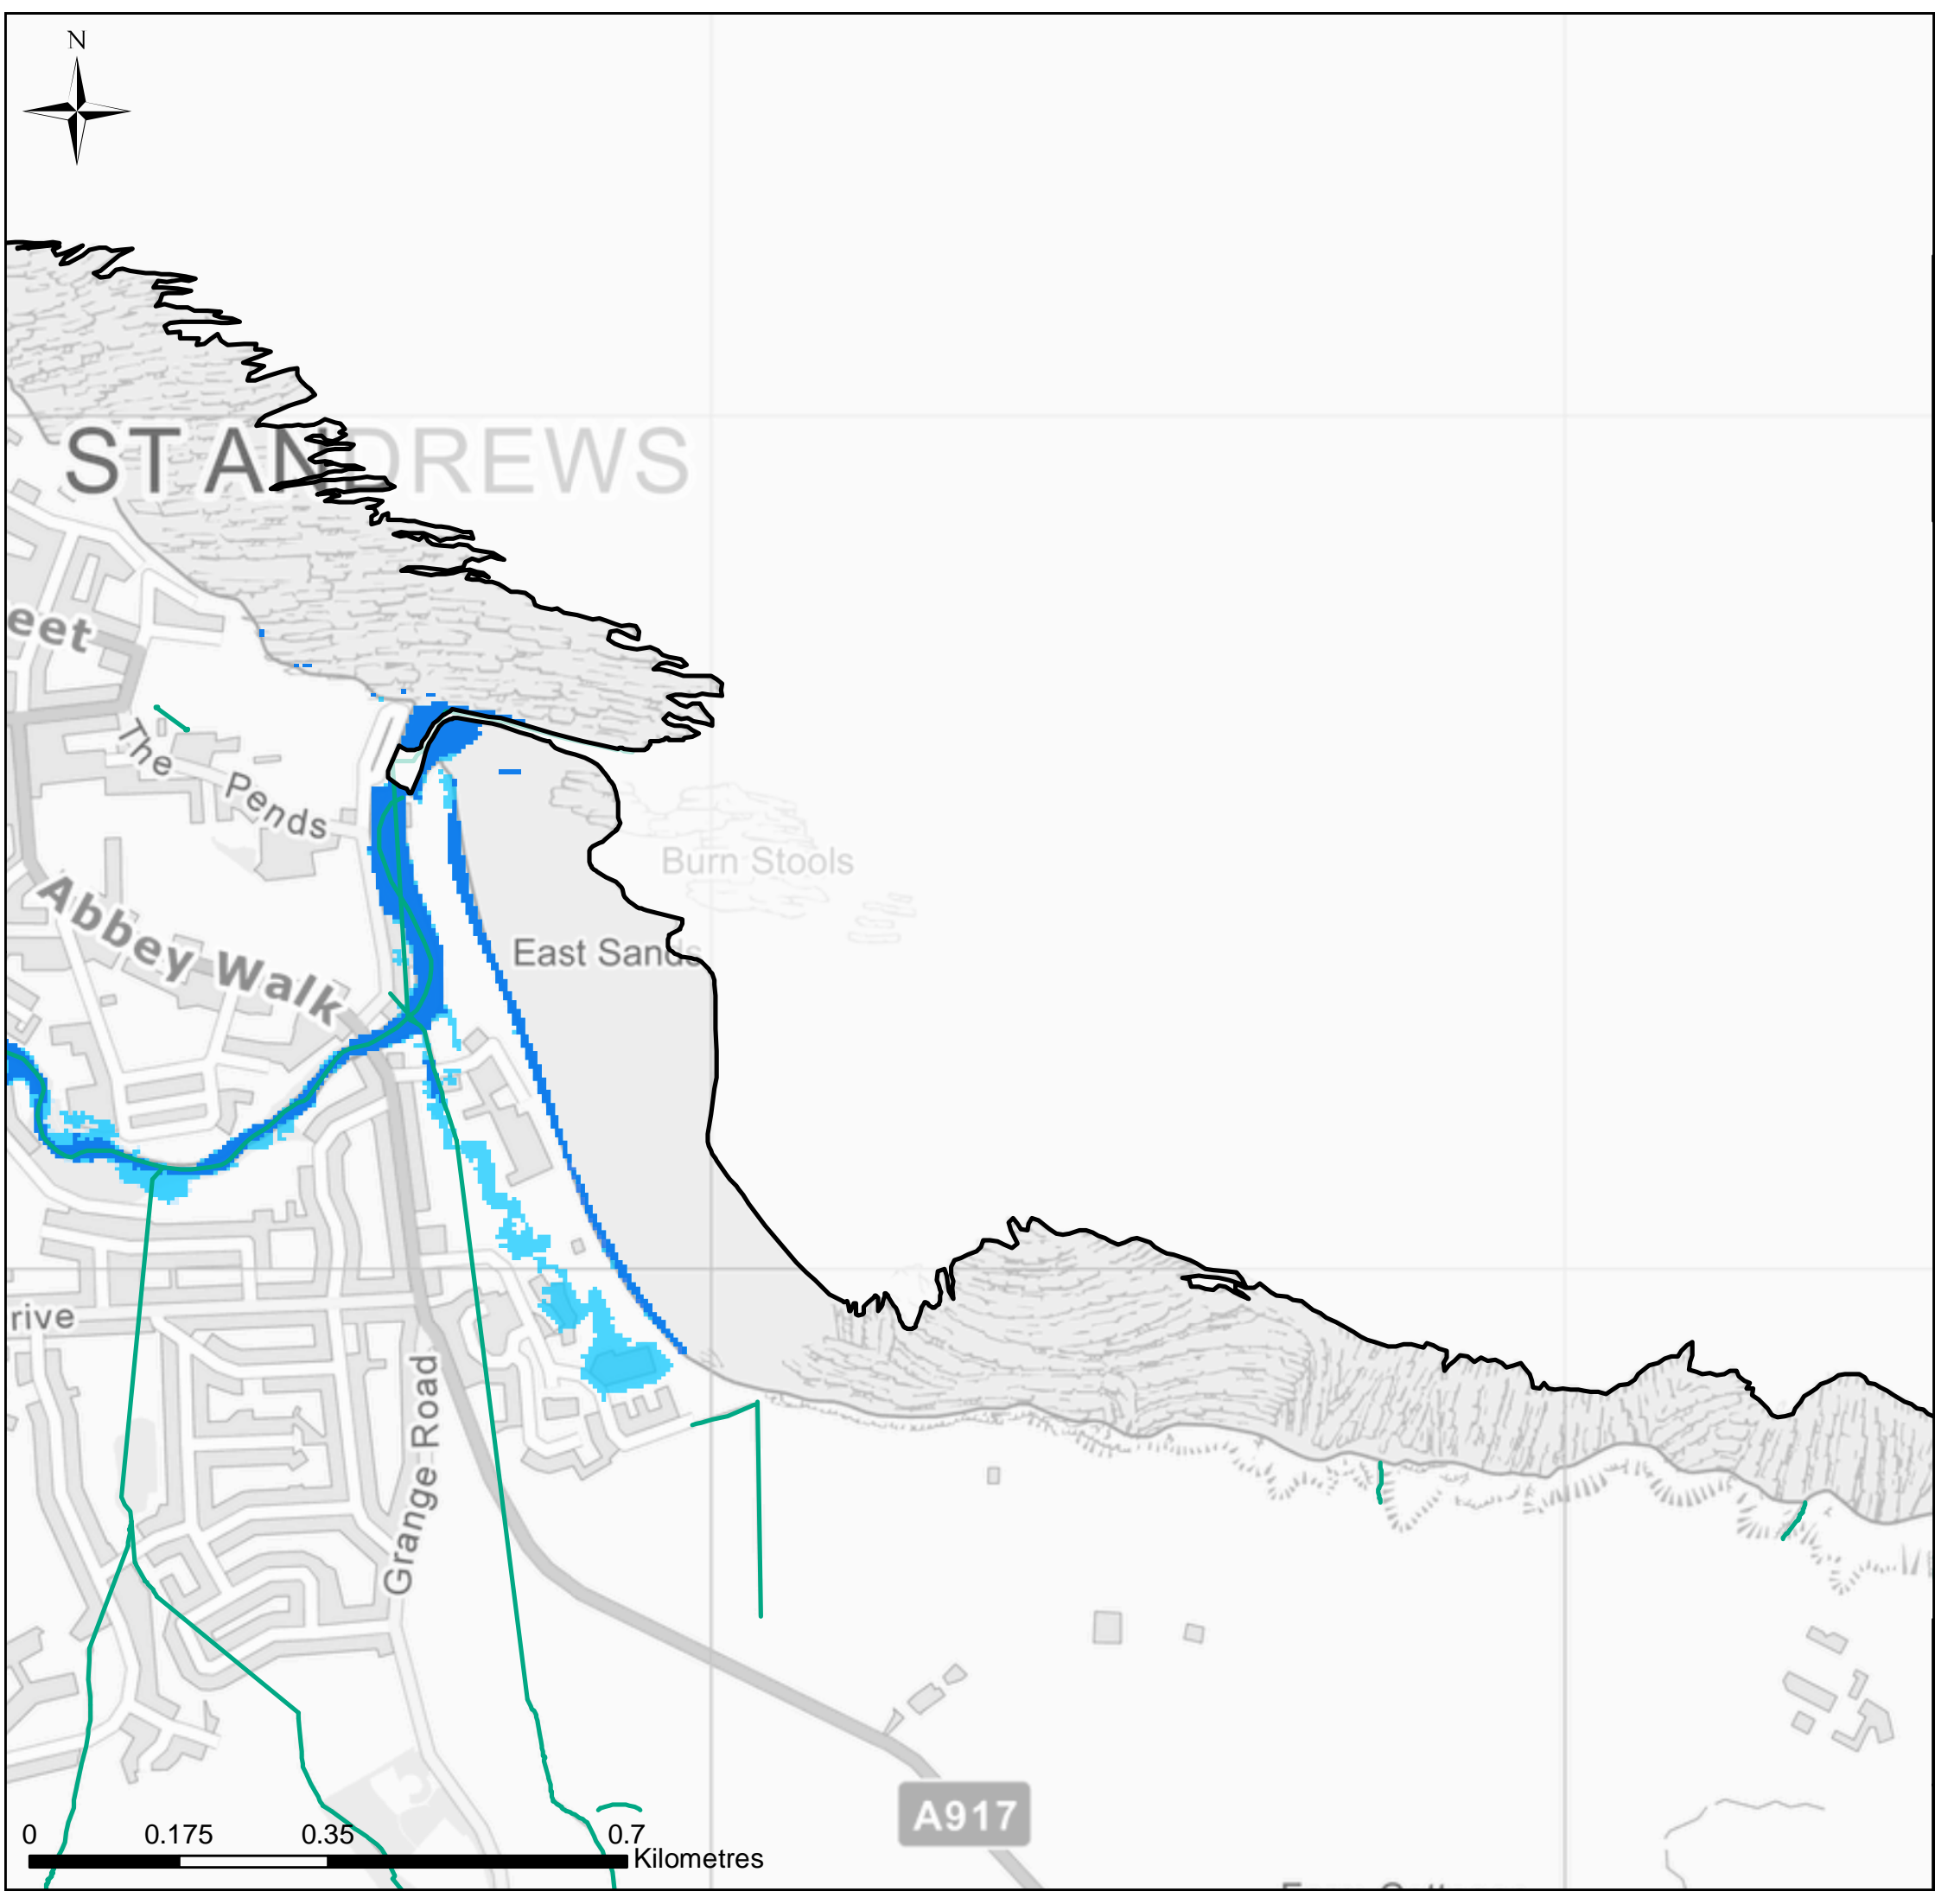 N
ST ANDREWS
eet
The Pends
Burn Stools
Abbey Walk
East Sands
rive
Grange Road
A917
0 0.175 0.35 0.7
Kilometres